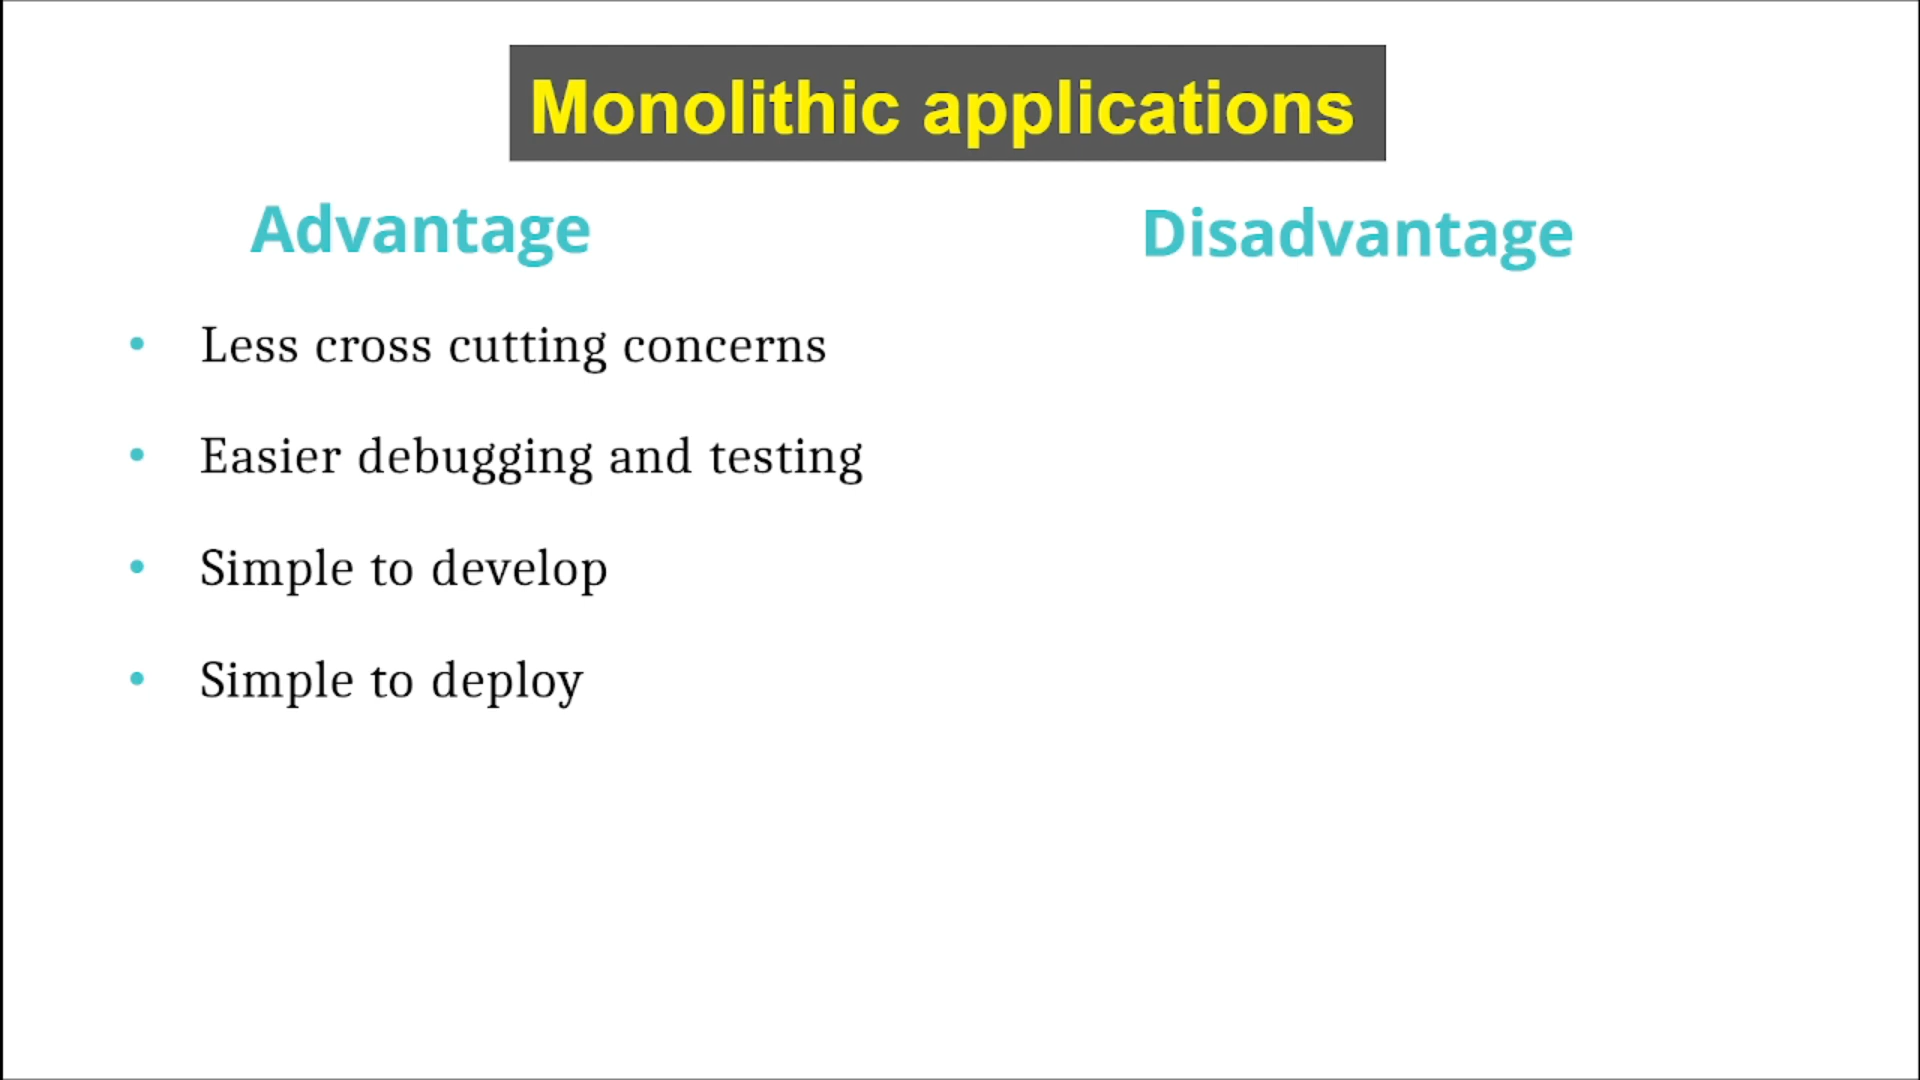 Monolithic applications
Advantage
Disadvantage
• Less cross cutting concerns
• Easier debugging and testing
• Simple to develop
• Simple to deploy